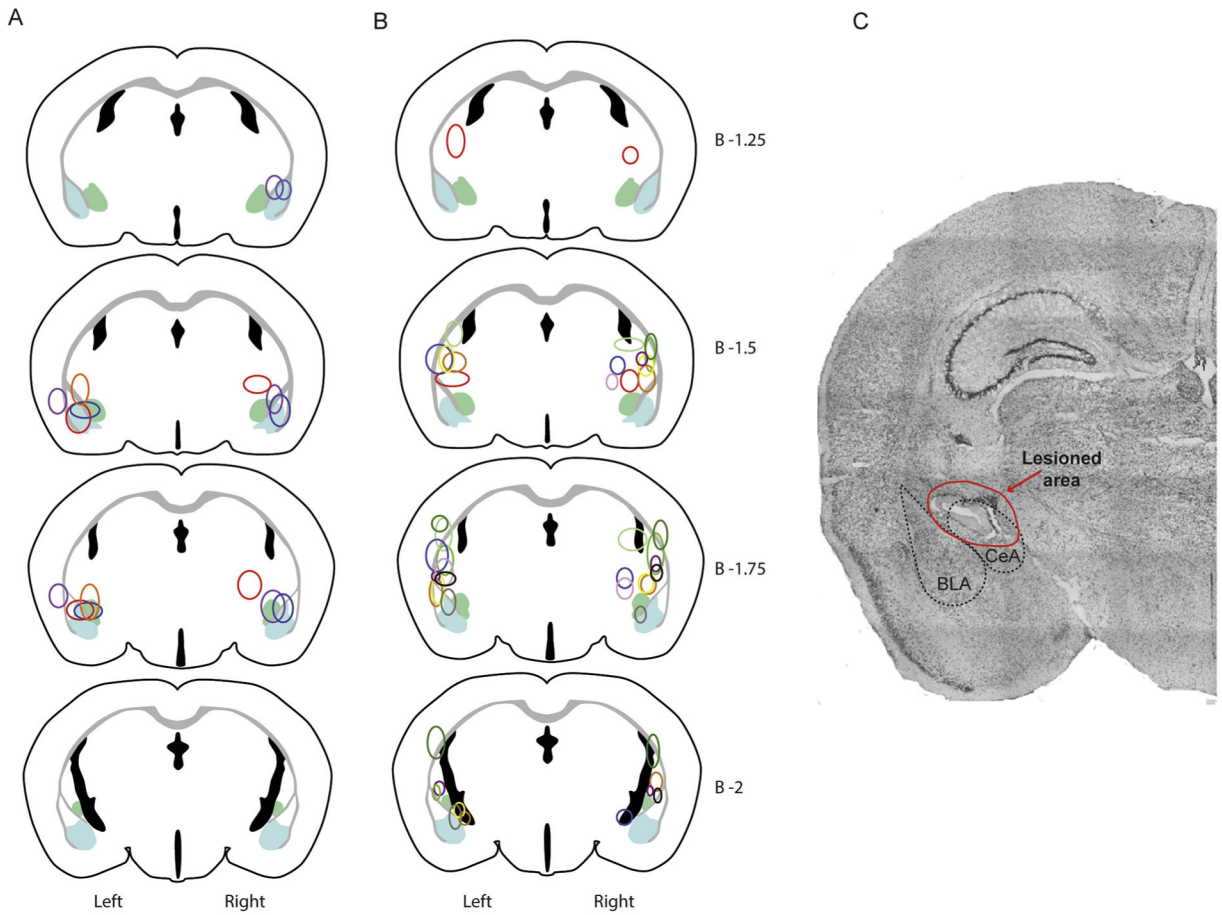 A
B
C
B -1.25
B -1.5
B -1.75
B -2
Lesioned
area
CeA
BLA
Left
Right
Left
Right